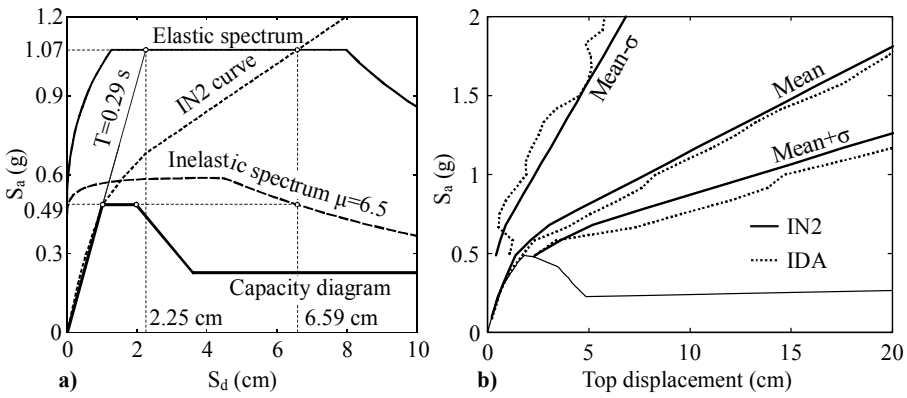 1.2
1.07
0.9
0.6
0.49
0.3
0
S_a (g)
Elastic spectrum
T=0.29 s
IN2 curve
Inelastic spectrum μ=6.5
Capacity diagram
2.25 cm
6.59 cm
0
2
4
6
8
10
a)
S_d (cm)
2
1.5
1
0.5
0
S_a (g)
Mean-σ
Mean
Mean+σ
IN2
IDA
0
5
10
15
20
b)
Top displacement (cm)